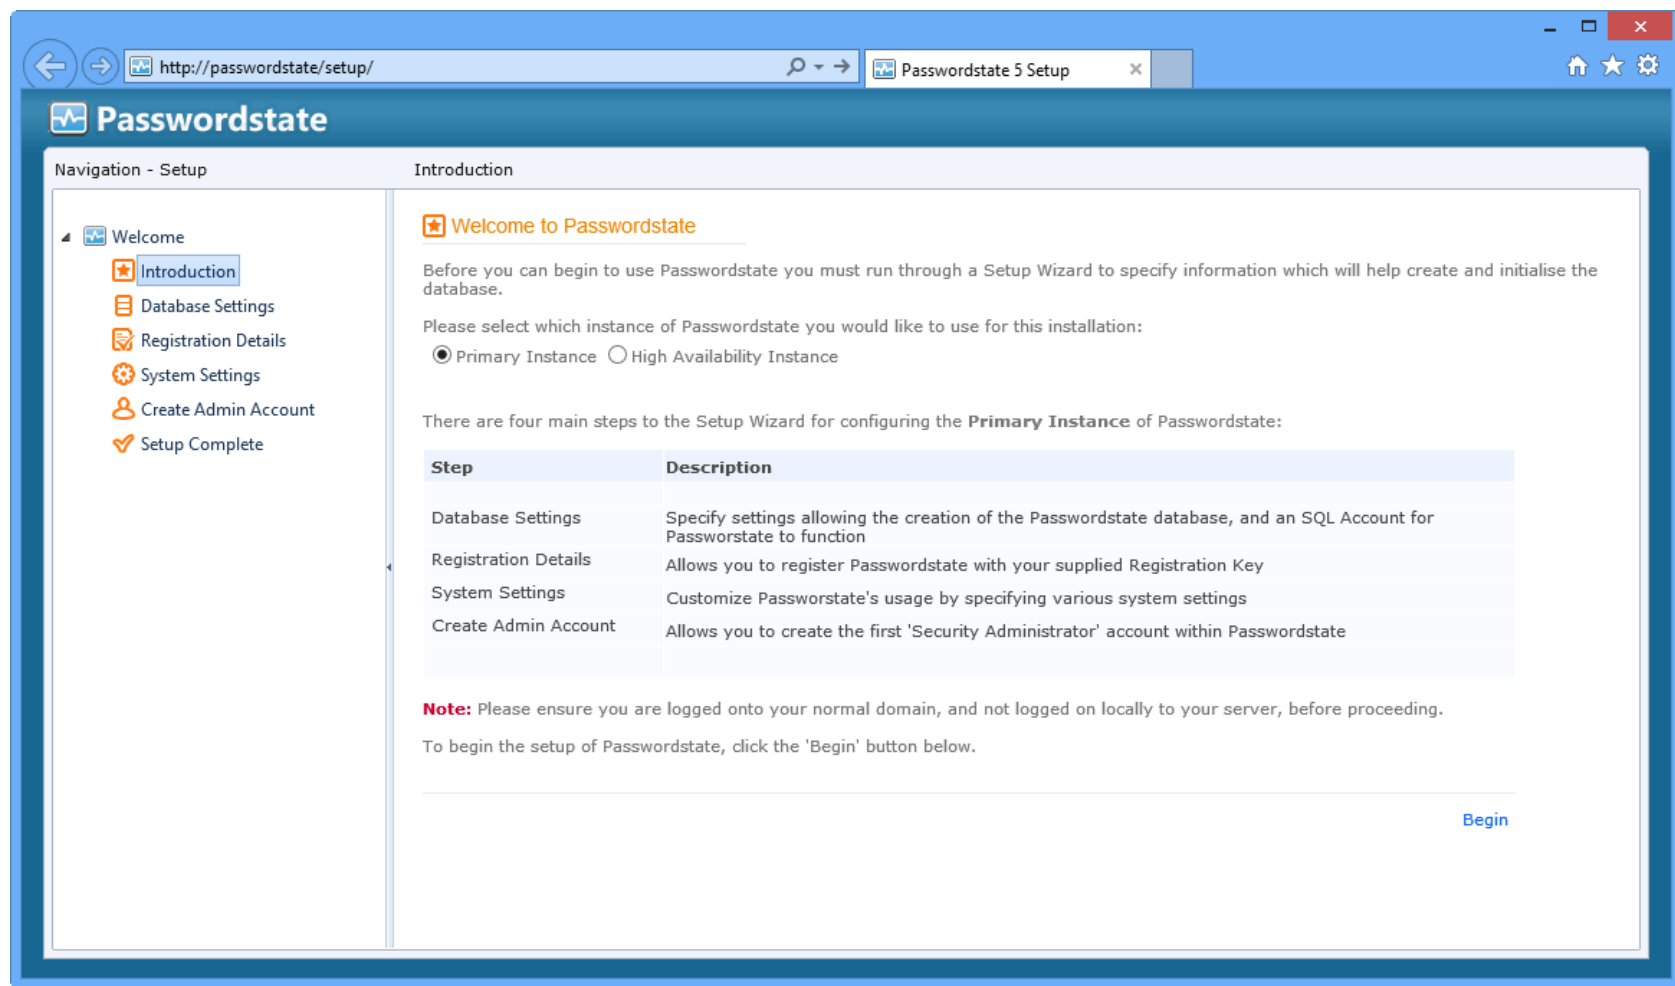 http://passwordstate/setup/
Passwordstate 5 Setup
Passwordstate
Navigation - Setup
Introduction
Welcome
Introduction
Database Settings
Registration Details
System Settings
Create Admin Account
Setup Complete
Welcome to Passwordstate
Before you can begin to use Passwordstate you must run through a Setup Wizard to specify information which will help create and initialise the
database.
Please select which instance of Passwordstate you would like to use for this installation:
Primary Instance High Availability Instance
There are four main steps to the Setup Wizard for configuring the Primary Instance of Passwordstate:
Step Description
Database Settings Specify settings allowing the creation of the Passwordstate database, and an SQL Account for
Passworstate to function
Registration Details Allows you to register Passwordstate with your supplied Registration Key
System Settings Customize Passworstate's usage by specifying various system settings
Create Admin Account Allows you to create the first 'Security Administrator' account within Passwordstate
Note: Please ensure you are logged onto your normal domain, and not logged on locally to your server, before proceeding.
To begin the setup of Passwordstate, click the 'Begin' button below.
Begin